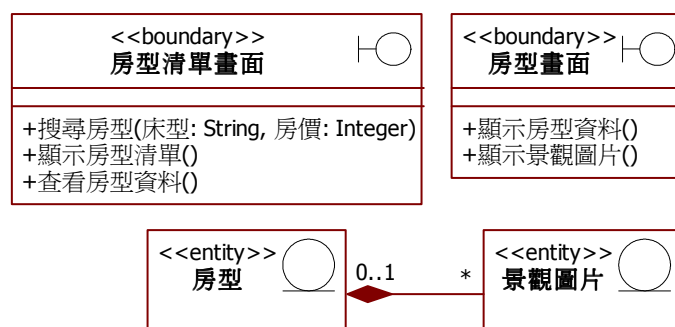 <<boundary>>
房型清單畫面
+搜尋房型(床型: String, 房價: Integer)
+顯示房型清單()
+查看房型資料()
<<boundary>>
房型畫面
+顯示房型資料()
+顯示景觀圖片()
<<entity>>
房型
0..1
*
<<entity>>
景觀圖片